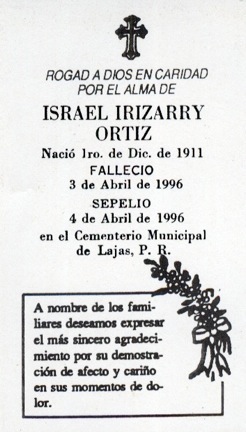 ROGAD A DIOS EN CARIDAD
POR EL ALMA DE
ISRAEL IRIZARRY
ORTIZ
Nació 1ro. de Dic. de 1911
FALLECIO
3 de Abril de 1996
SEPELIO
4 de Abril de 1996
en el Cementerio Municipal
de Lajas, P. R.
A nombre de los fami-
liares deseamos expresar
el más sincero agradeci-
miento por su demostra-
ción de afecto y cariño
en sus momentos de do-
lor.